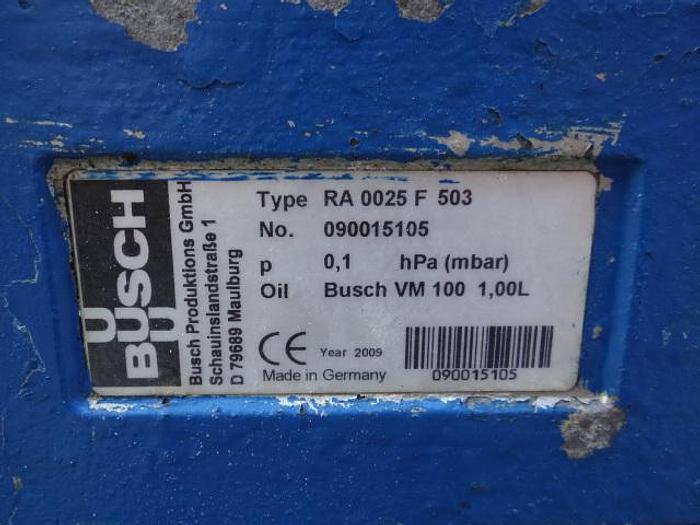 BUSCH
Busch Produktions GmbH
Schauinslandstraße 1
D 79689 Maulburg
Type RA 0025 F 503
No. 090015105
p 0,1 hPa (mbar)
Oil Busch VM 100 1,00L
CE Year 2009
Made in Germany
090015105